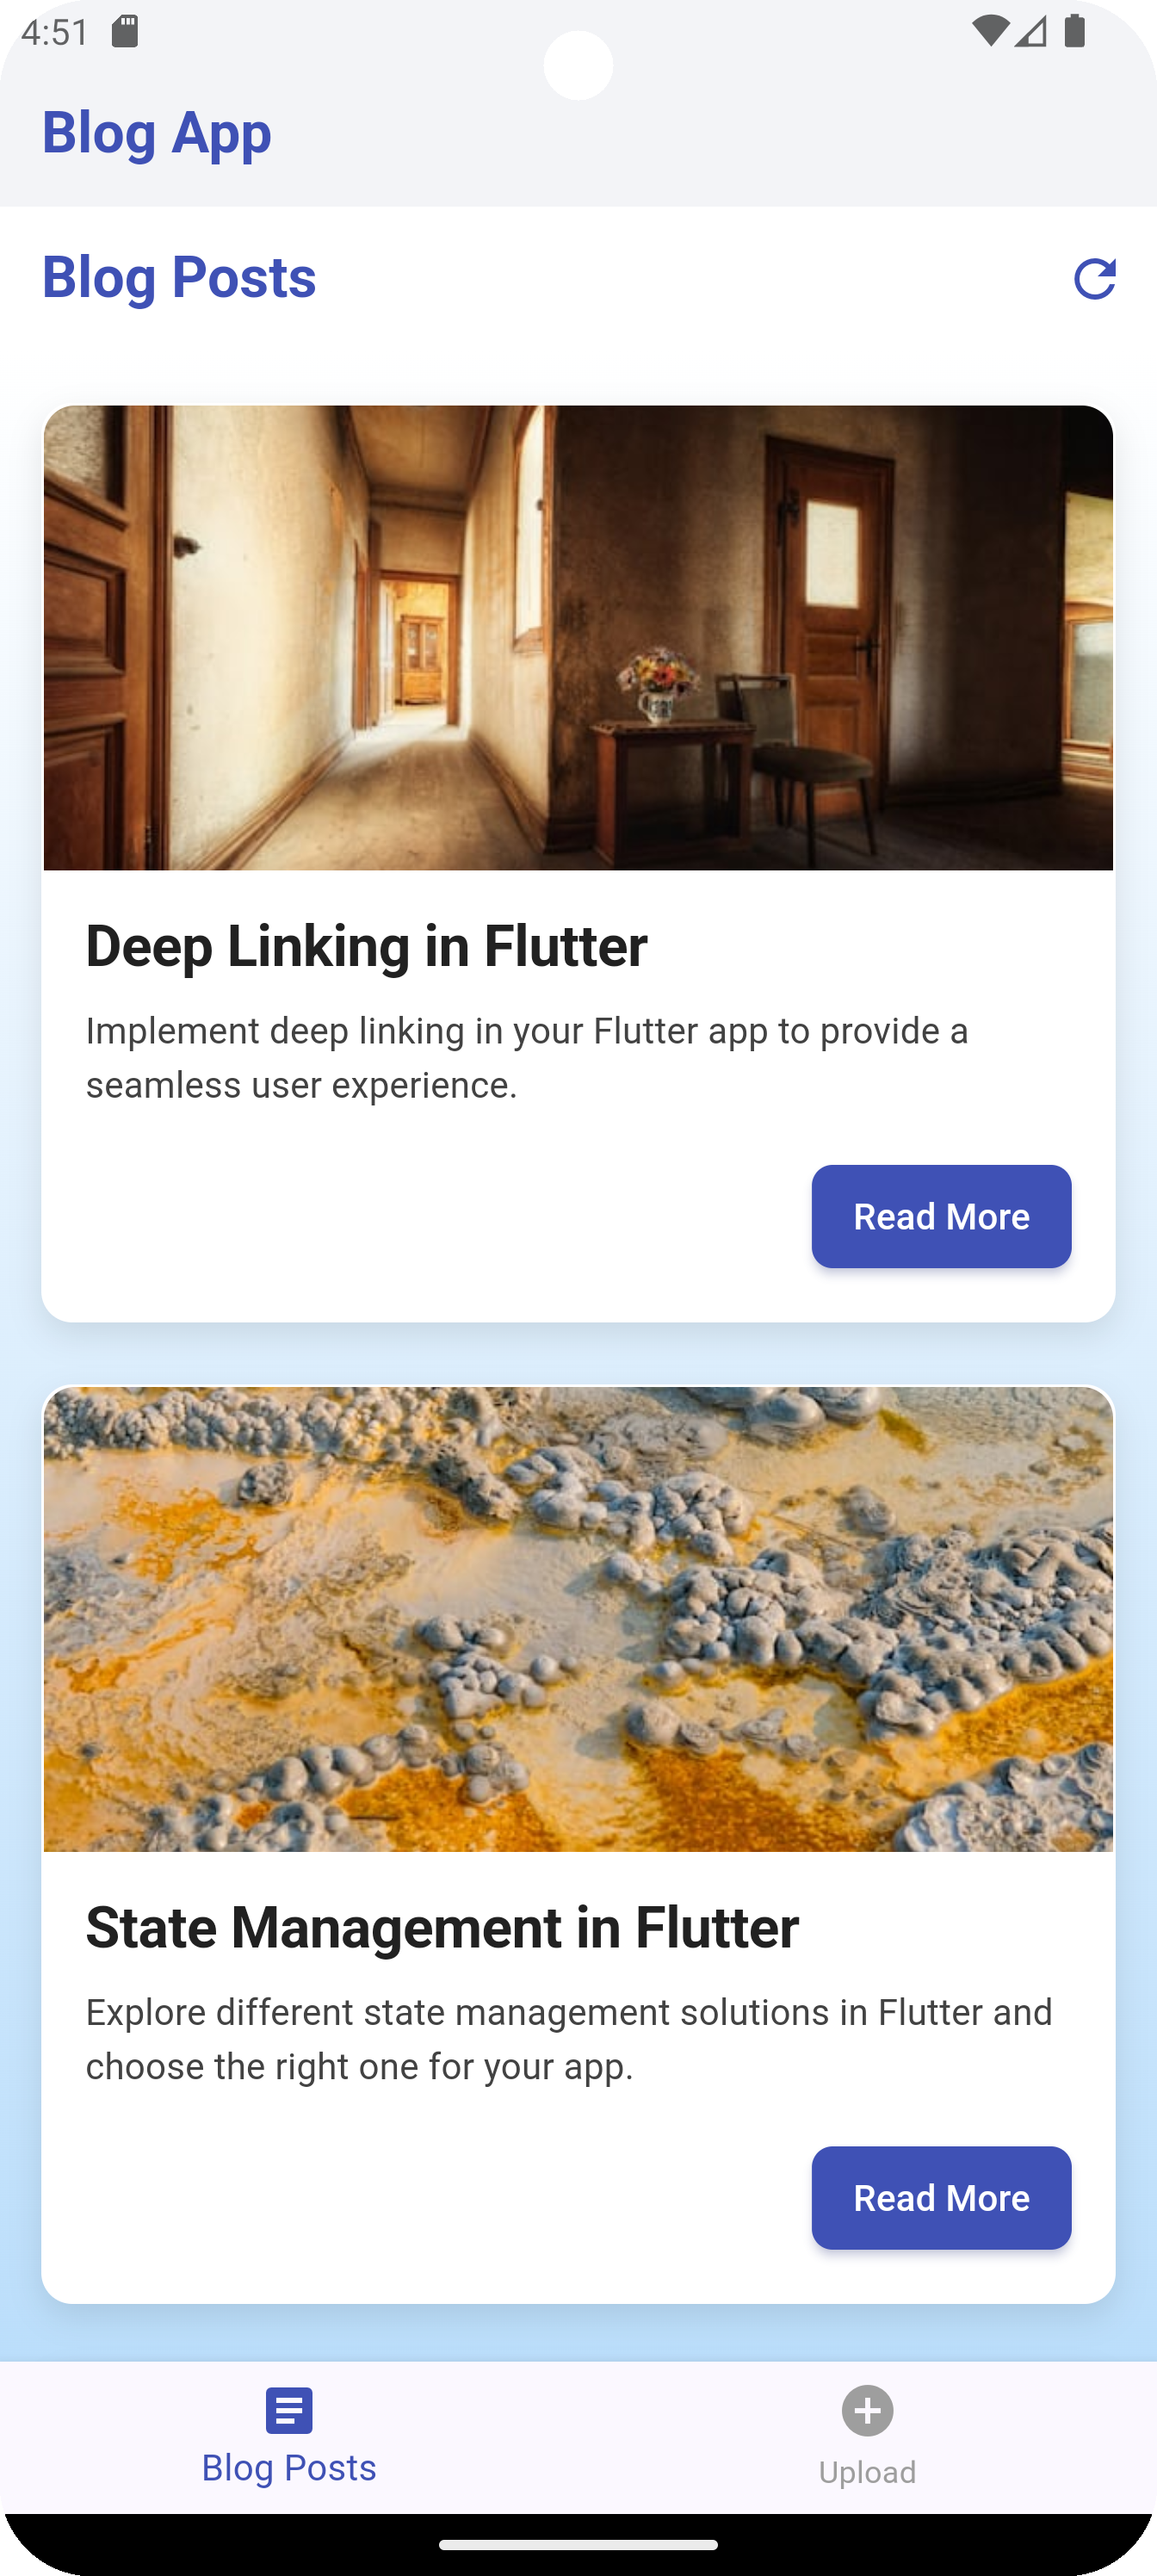 4:51
Blog App
Blog Posts
Deep Linking in Flutter
Implement deep linking in your Flutter app to provide a
seamless user experience.
Read More
State Management in Flutter
Explore different state management solutions in Flutter and
choose the right one for your app.
Read More
Blog Posts
Upload